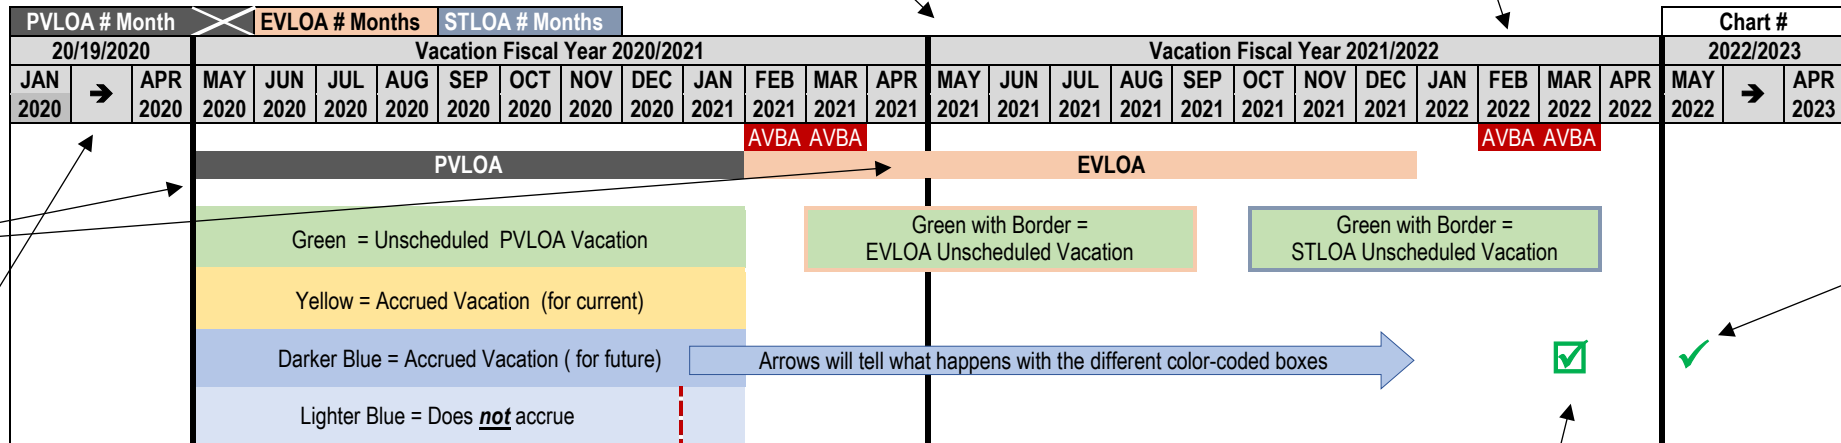 PVLOA # Month EVLOA # Months STLOA # Months Chart #
20/19/2020 Vacation Fiscal Year 2020/2021 Vacation Fiscal Year 2021/2022 2022/2023
JAN ➔ APR MAY JUN JUL AUG SEP OCT NOV DEC JAN FEB MAR APR MAY JUN JUL AUG SEP OCT NOV DEC JAN FEB MAR APR MAY ➔ APR
2020 2020 2020 2020 2020 2020 2020 2020 2020 2020 2021 2021 2021 2021 2021 2021 2021 2021 2021 2021 2021 2021 2022 2022 2022 2022 2022 2023
AVBA AVBA AVBA AVBA
PVLOA EVLOA
Green = Unscheduled PVLOA Vacation
Green with Border =
EVLOA Unscheduled Vacation
Green with Border =
STLOA Unscheduled Vacation
Yellow = Accrued Vacation (for current)
Darker Blue = Accrued Vacation ( for future)
Arrows will tell what happens with the different color-coded boxes
Lighter Blue = Does not accrue